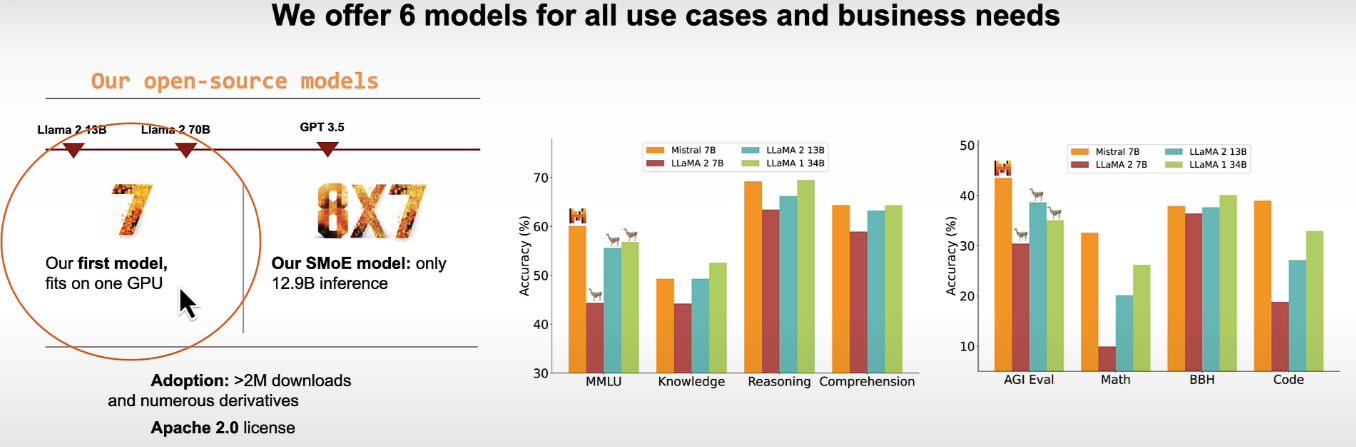 We offer 6 models for all use cases and business needs
Our open-source models
Llama 2 13B
Llama 2 70B
GPT 3.5
7
8X7
Our first model,
fits on one GPU
Our SMoE model: only
12.9B inference
Adoption: >2M downloads
and numerous derivatives
Apache 2.0 license
Mistral 7B
LLaMA 2 13B
LLaMA 2 7B
LLaMA 1 34B
Accuracy (%)
70
60
50
40
30
M
MMLU
Knowledge
Reasoning
Comprehension
Mistral 7B
LLaMA 2 13B
LLaMA 2 7B
LLaMA 1 34B
Accuracy (%)
50
40
30
20
10
M
AGI Eval
Math
BBH
Code